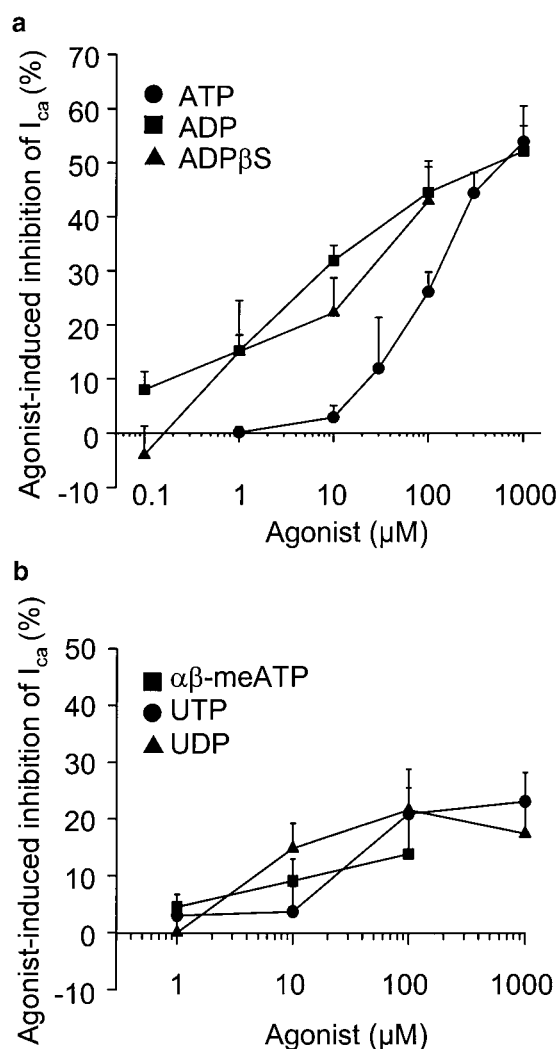 a
Agonist-induced inhibition of Ica (%)
70
60
50
40
30
20
10
0
-10
ATP
ADP
ADPβS
0.1 1 10 100 1000
Agonist (µM)
b
Agonist-induced inhibition of Ica (%)
50
40
30
20
10
0
-10
αβ-meATP
UTP
UDP
1 10 100 1000
Agonist (µM)